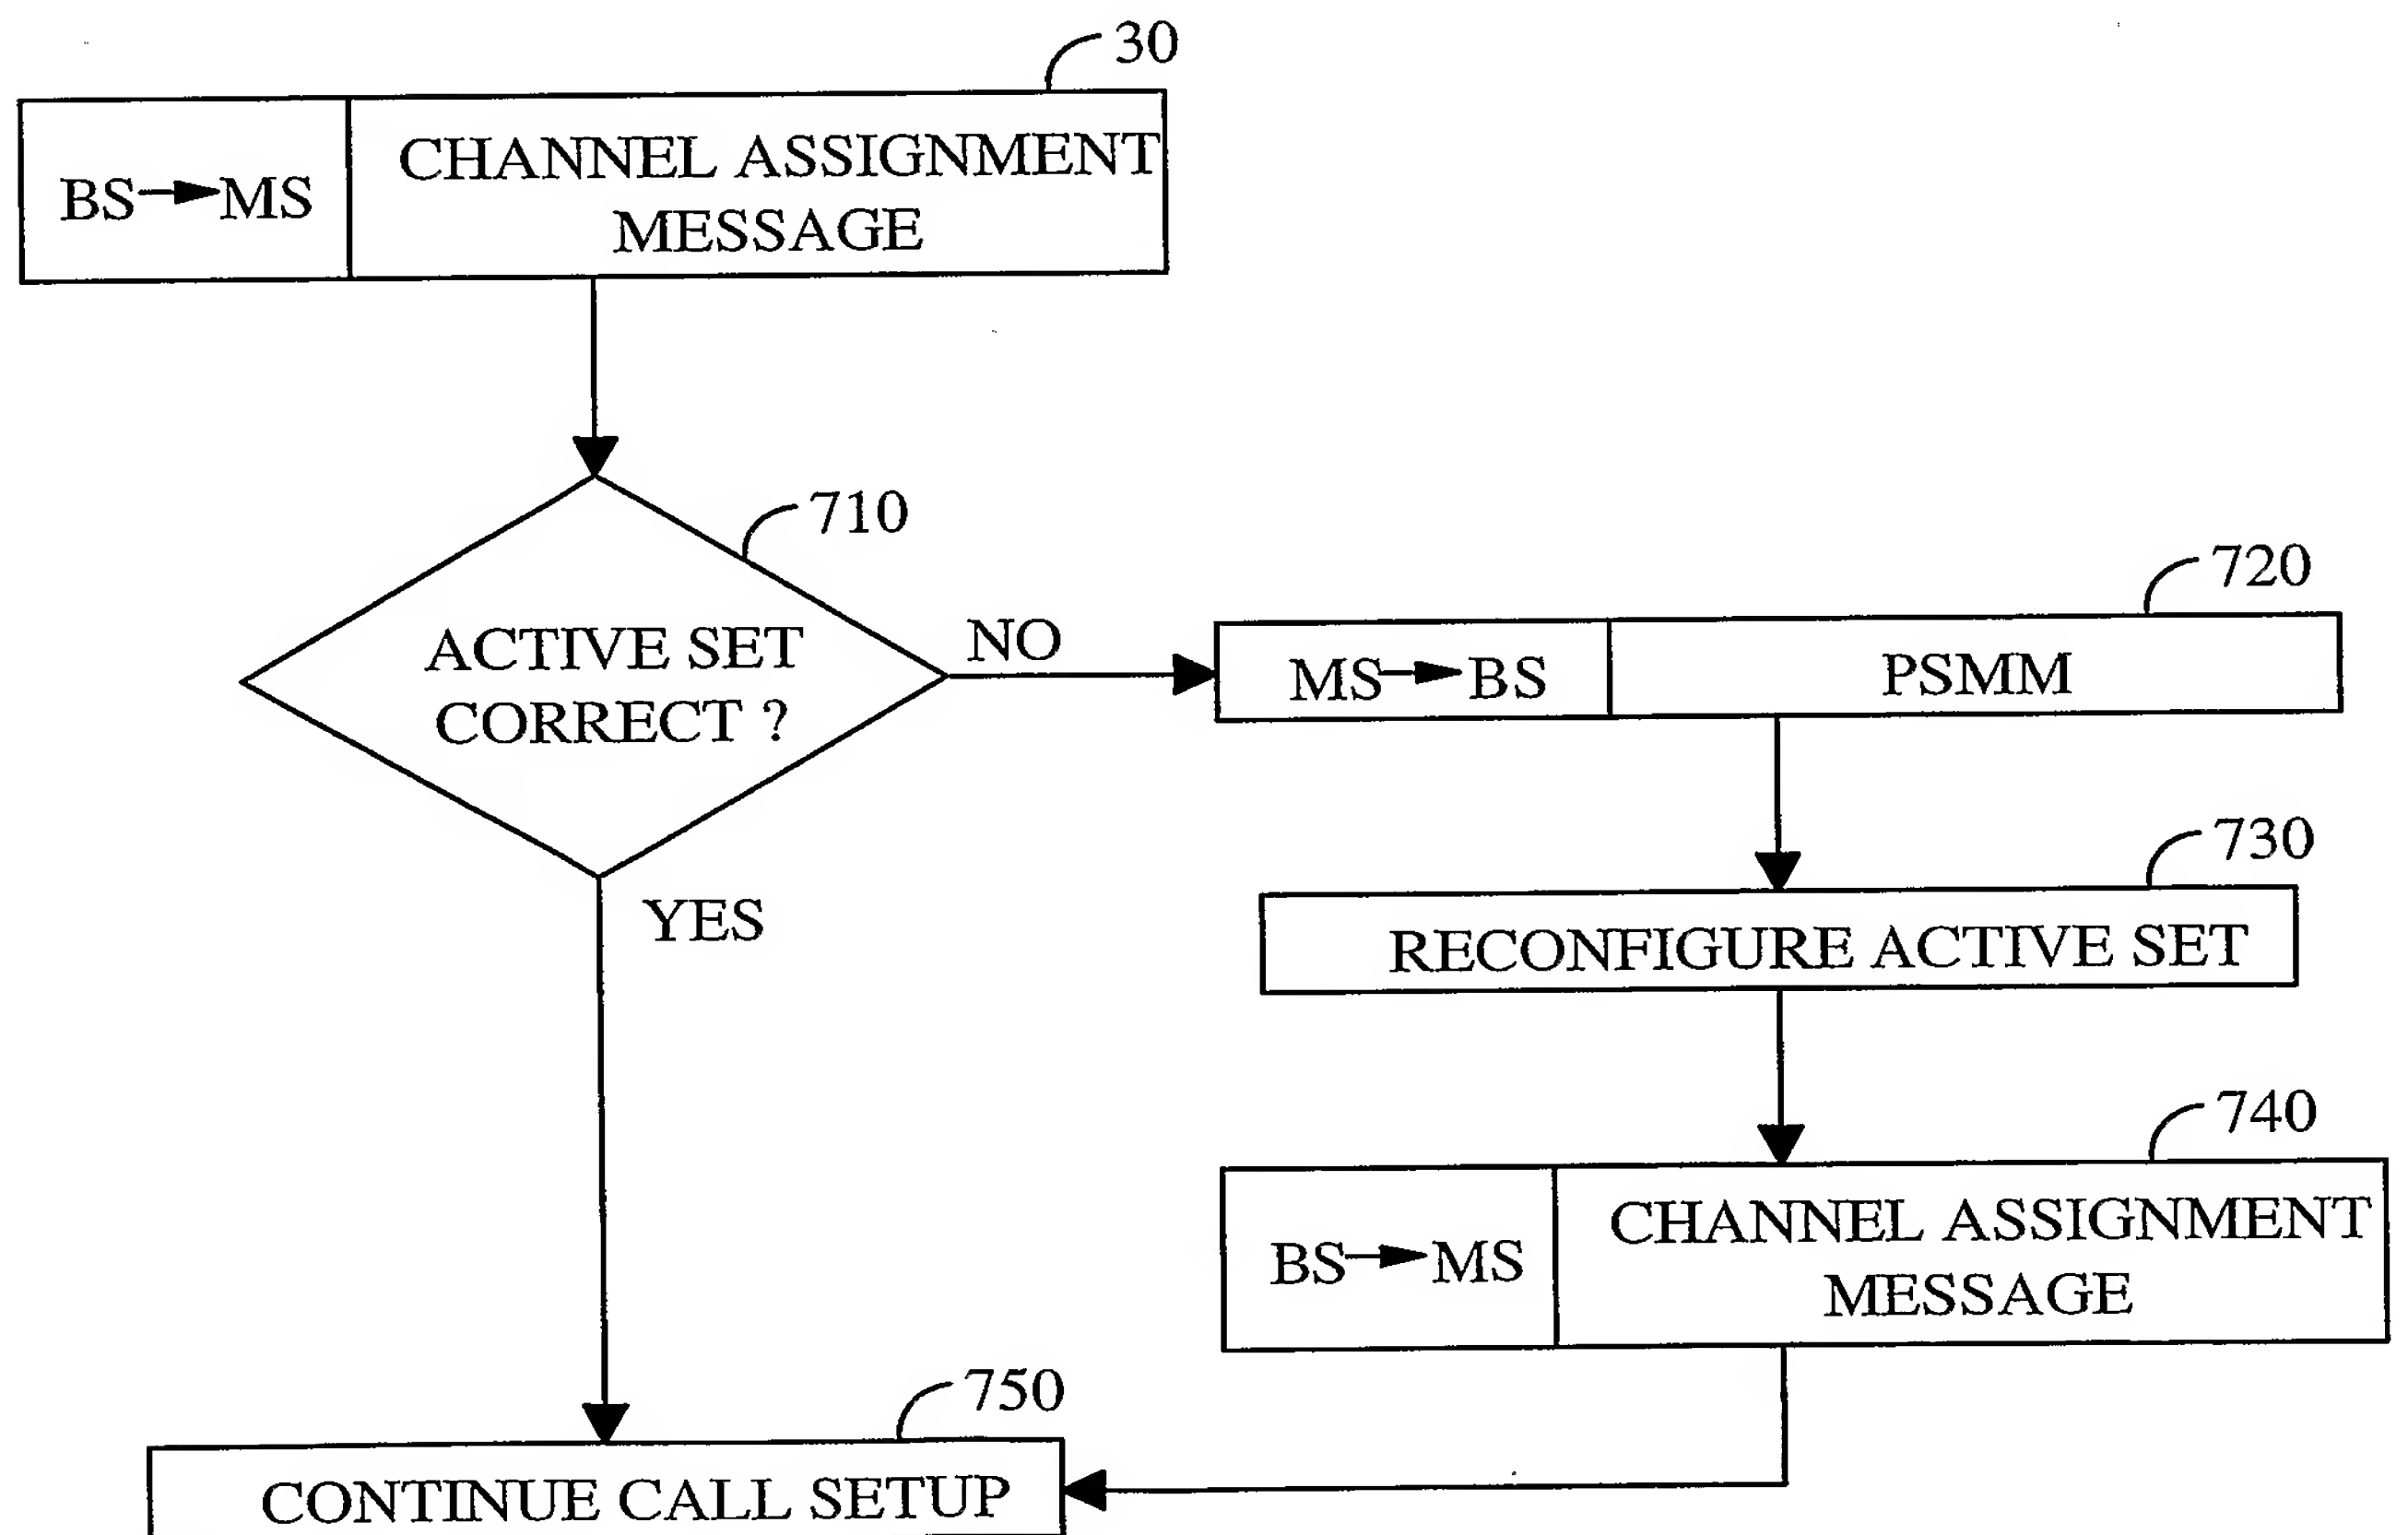 30
BS→MS
CHANNEL ASSIGNMENT
MESSAGE
710
ACTIVE SET
CORRECT ?
NO
YES
720
MS→BS
PSMM
730
RECONFIGURE ACTIVE SET
740
BS→MS
CHANNEL ASSIGNMENT
MESSAGE
750
CONTINUE CALL SETUP